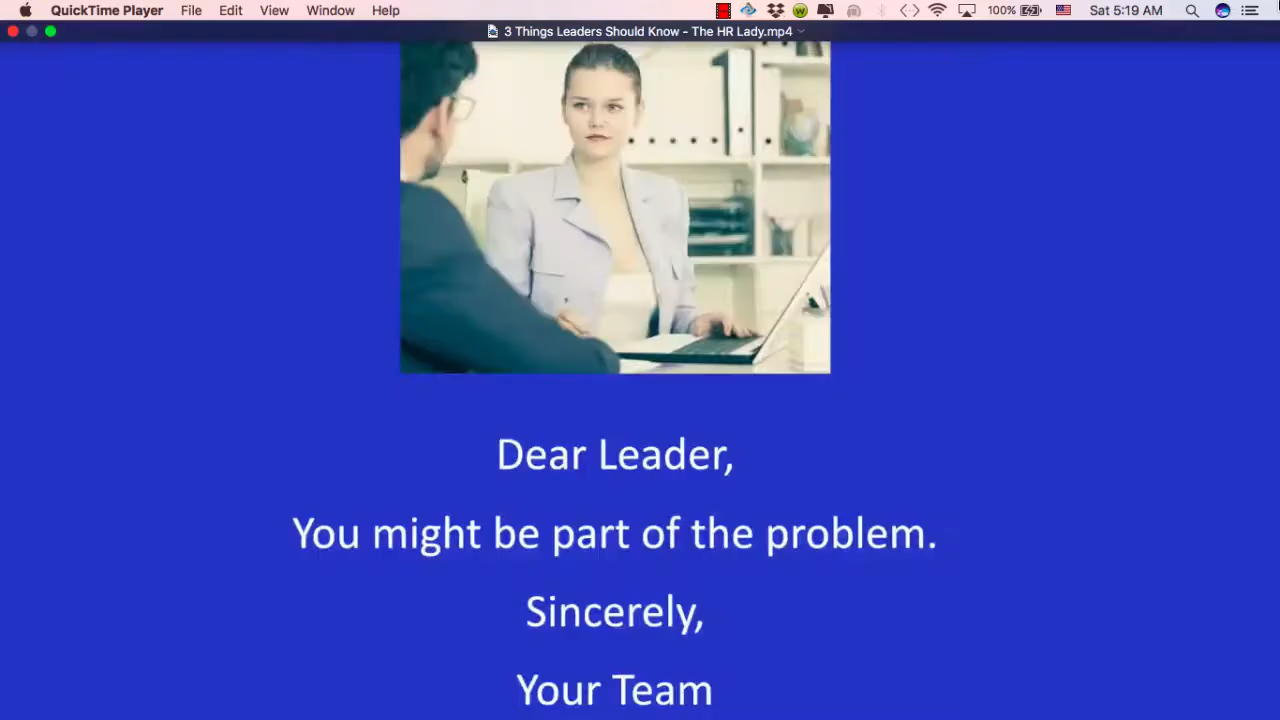 QuickTime Player File Edit View Window Help 100% Sat 5:19 AM
3 Things Leaders Should Know - The HR Lady.mp4
Dear Leader,
You might be part of the problem.
Sincerely,
Your Team